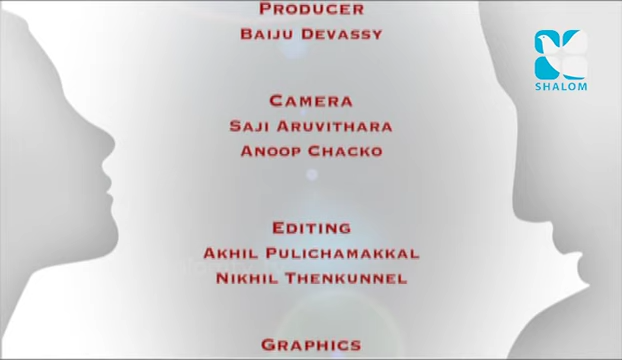 PRODUCER
BAIJU DEVASSY
SHALOM
CAMERA
SAJI ARUVITHARA
ANOOP CHACKO
EDITING
AKHIL PULICHAMAKKAL
NIKHIL THENKUNNEL
GRAPHICS